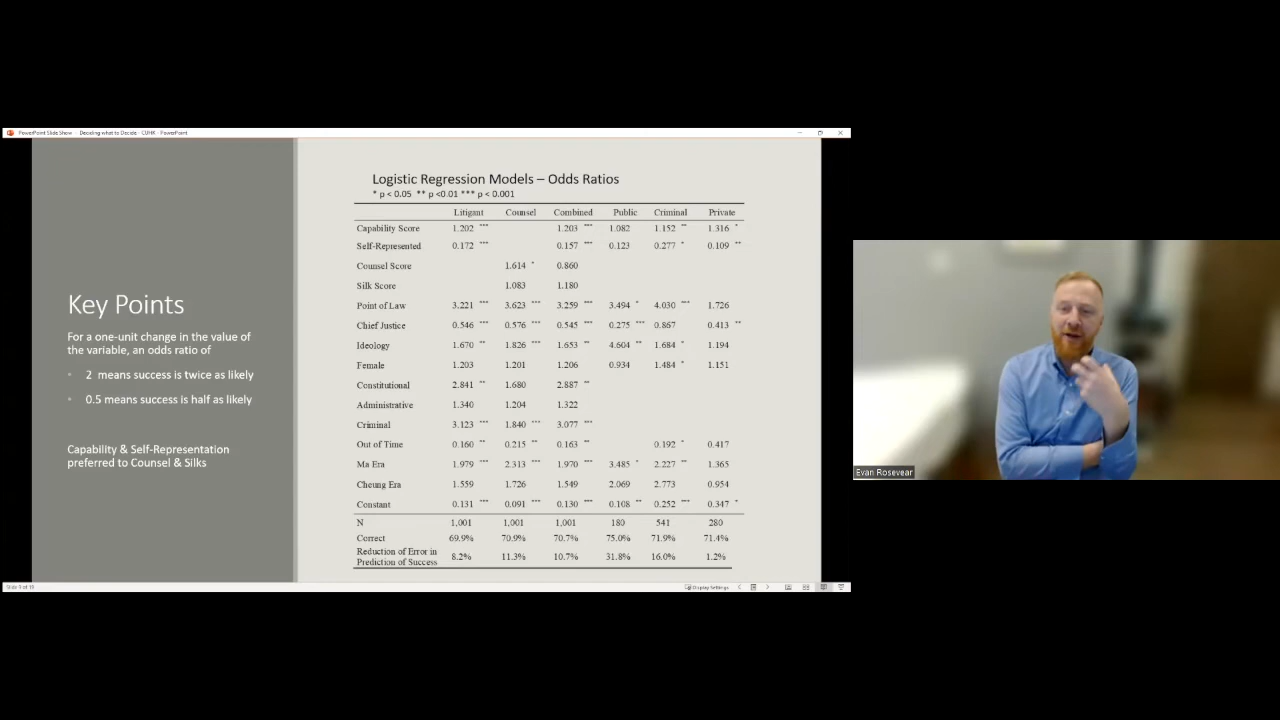 PowerPoint Slide Show - Deciding what to Decide - CUHK - PowerPoint
Key Points
For a one-unit change in the value of
the variable, an odds ratio of
• 2 means success is twice as likely
• 0.5 means success is half as likely
Capability & Self-Representation
preferred to Counsel & Silks
Logistic Regression Models – Odds Ratios
* p < 0.05 ** p <0.01 *** p < 0.001
Litigant Counsel Combined Public Criminal Private
Capability Score 1.202 *** 1.203 *** 1.082 1.152 ** 1.316 *
Self-Represented 0.172 *** 0.157 *** 0.123 0.277 * 0.109 **
Counsel Score 1.614 * 0.860
Silk Score 1.083 1.180
Point of Law 3.221 *** 3.623 *** 3.259 *** 3.494 * 4.030 *** 1.726
Chief Justice 0.546 *** 0.576 *** 0.545 *** 0.275 *** 0.867 0.413 **
Ideology 1.670 ** 1.826 *** 1.653 ** 4.604 ** 1.684 * 1.194
Female 1.203 1.201 1.206 0.934 1.484 * 1.151
Constitutional 2.841 ** 1.680 2.887 **
Administrative 1.340 1.204 1.322
Criminal 3.123 *** 1.840 *** 3.077 ***
Out of Time 0.160 ** 0.215 ** 0.163 ** 0.192 * 0.417
Ma Era 1.979 *** 2.313 *** 1.970 *** 3.485 * 2.227 ** 1.365
Cheung Era 1.559 1.726 1.549 2.069 2.773 0.954
Constant 0.131 *** 0.091 *** 0.130 *** 0.108 ** 0.252 *** 0.347 *
N 1,001 1,001 1,001 180 541 280
Correct 69.9% 70.9% 70.7% 75.0% 71.9% 71.4%
Reduction of Error in
Prediction of Success 8.2% 11.3% 10.7% 31.8% 16.0% 1.2%
Display Settings
Evan Rosevear